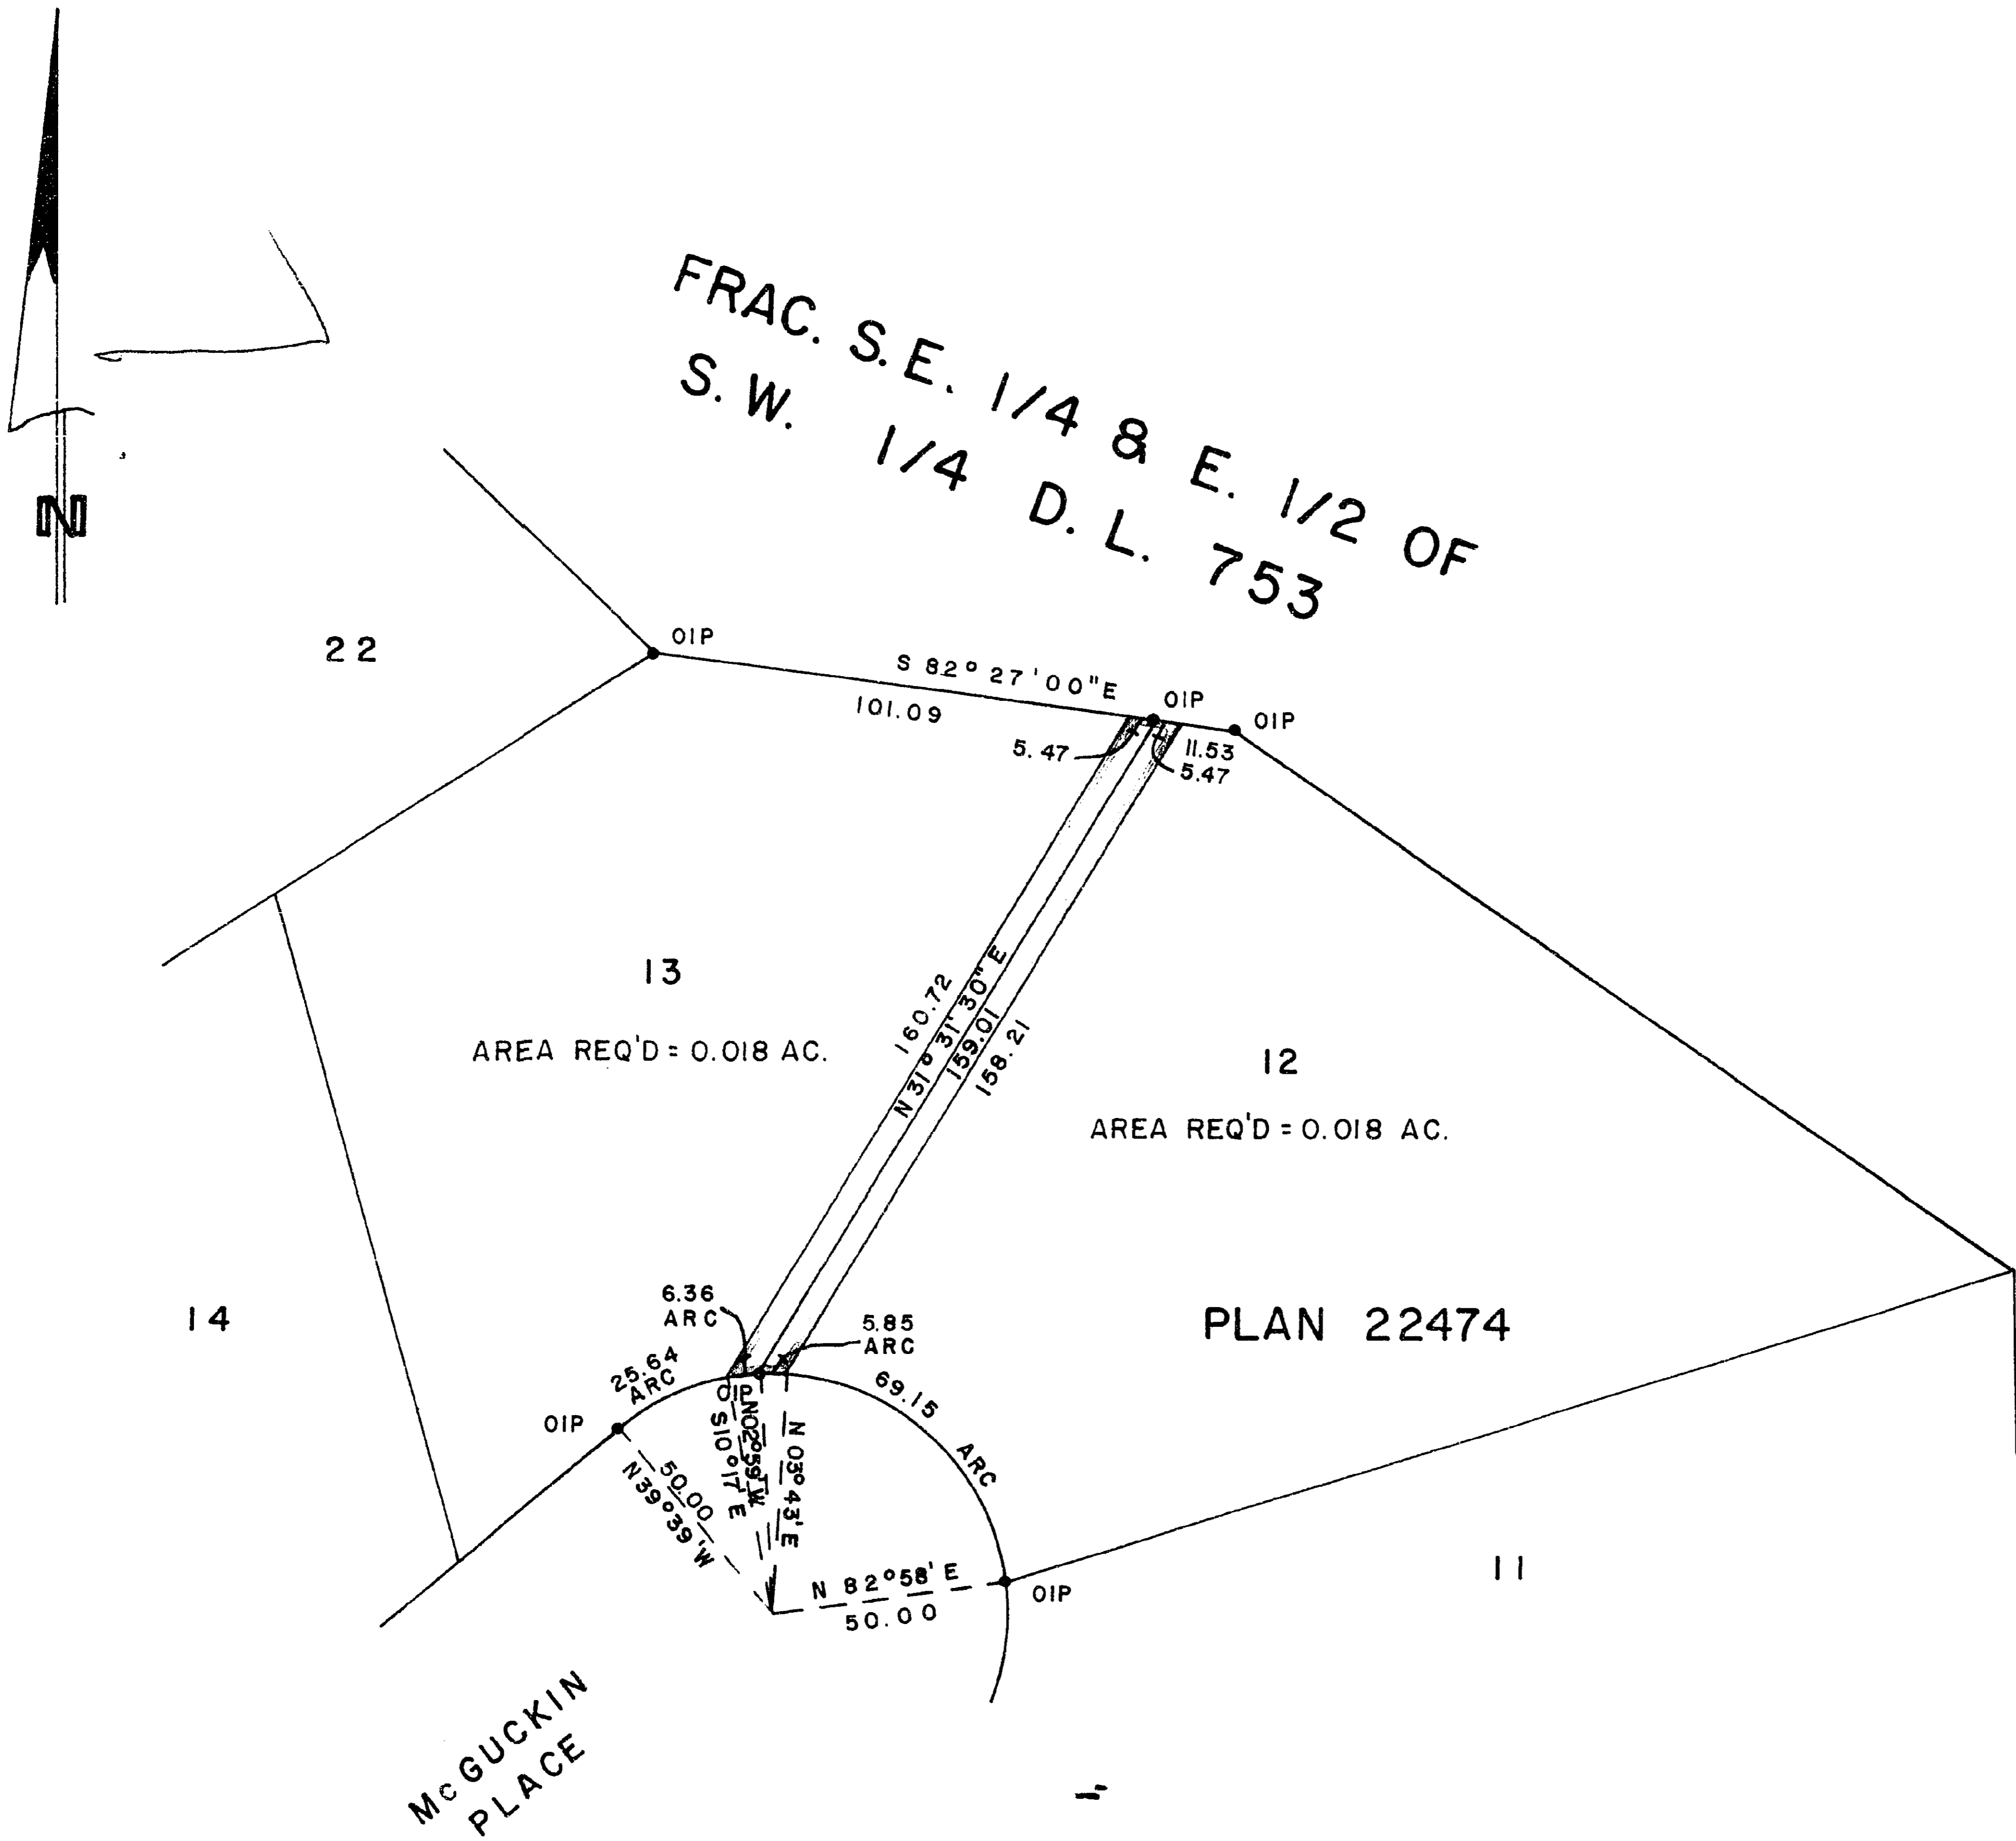 N
FRAC. S.E. 1/4 & E. 1/2 OF
S.W. 1/4 D.L. 753
22
OIP
S 82° 27' 00" E
101.09
OIP
OIP
5.47
11.53
5.47
13
AREA REQ'D = 0.018 AC.
160.72
N 31° 31' 30" E
159.01
158.21
12
AREA REQ'D = 0.018 AC.
14
6.36
ARC
5.85
ARC
PLAN 22474
25.64
ARC
69.15 ARC
OIP
OIP
S10°17' E
N02°59' W
N 03° 43' E
50.00
N39°39' W
N 82°58' E
50.00
OIP
11
McGUCKIN
PLACE